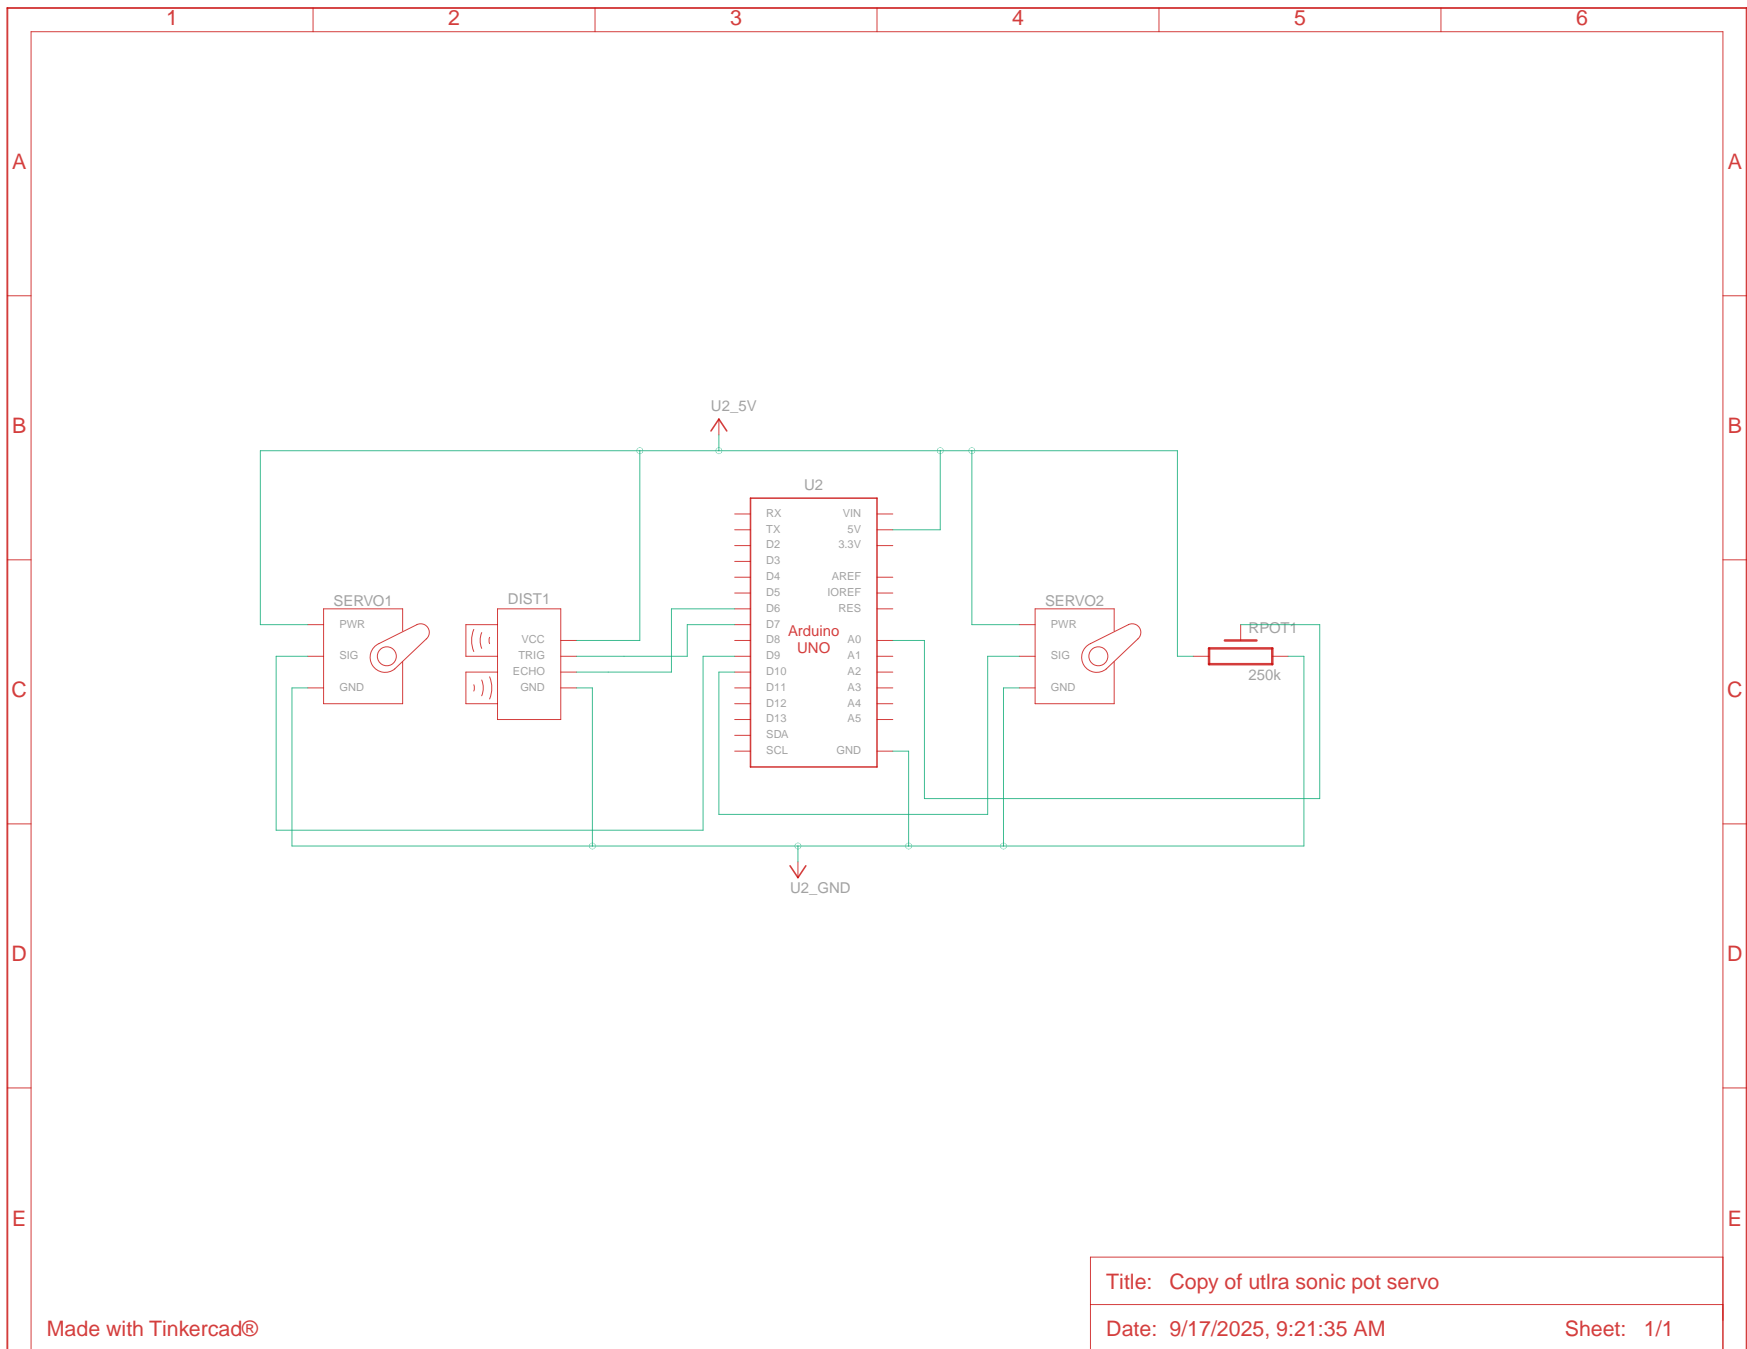 1 2 3 4 5 6
A A
B B
U2_5V
U2
RX VIN
TX 5V
D2 3.3V
D3
D4 AREF
D5 IOREF
D6 RES
D7
D8 A0
D9 A1
D10 A2
D11 A3
D12 A4
D13 A5
SDA
SCL GND
Arduino
UNO
SERVO1
PWR
SIG
GND
DIST1
VCC
TRIG
ECHO
GND
SERVO2
PWR
SIG
GND
RPOT1
250k
C C
U2_GND
D D
E E
Title: Copy of utlra sonic pot servo
Made with Tinkercad®
Date: 9/17/2025, 9:21:35 AM Sheet: 1/1